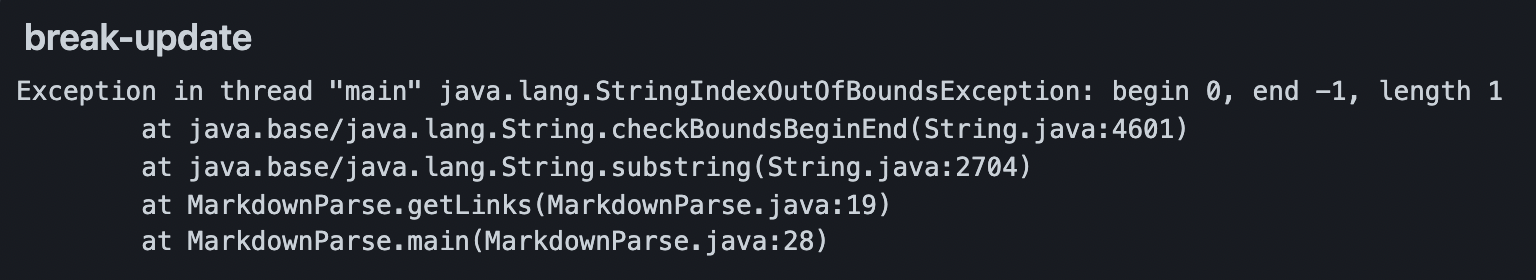 break-update
Exception in thread "main" java.lang.StringIndexOutOfBoundsException: begin 0, end -1, length 1
at java.base/java.lang.String.checkBoundsBeginEnd(String.java:4601)
at java.base/java.lang.String.substring(String.java:2704)
at MarkdownParse.getLinks(MarkdownParse.java:19)
at MarkdownParse.main(MarkdownParse.java:28)